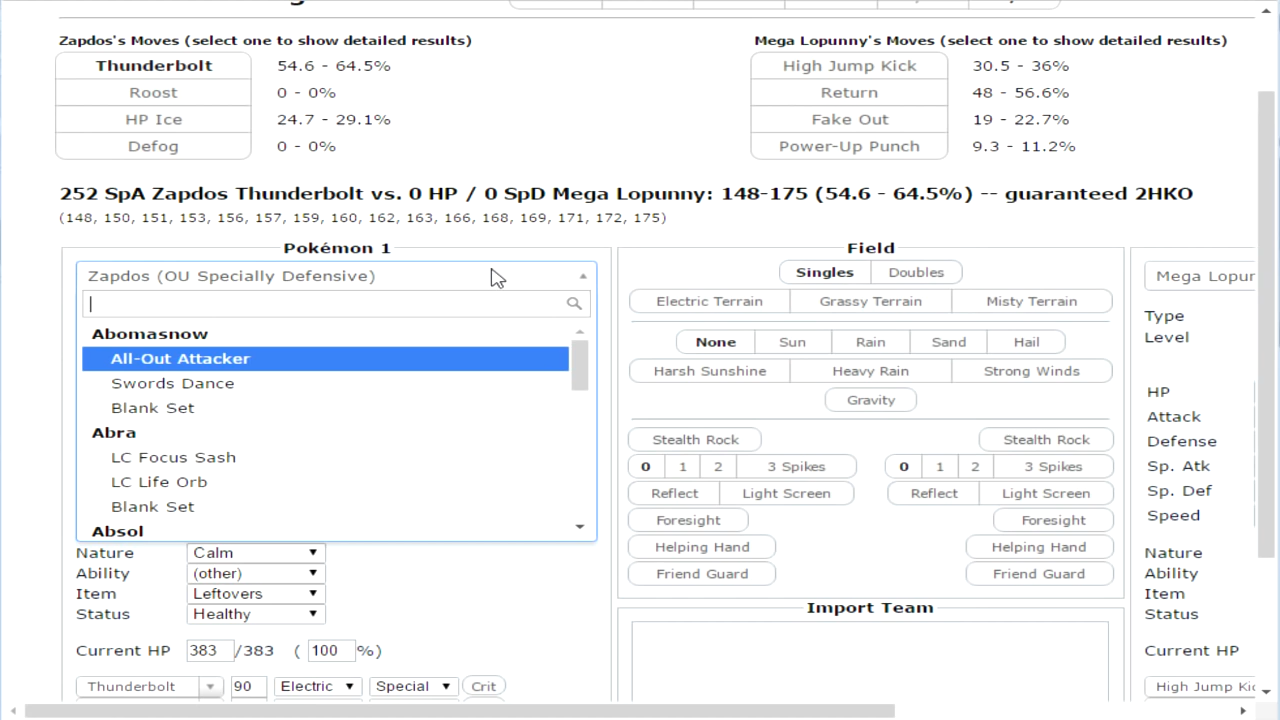 Zapdos's Moves (select one to show detailed results)
Mega Lopunny's Moves (select one to show detailed results)
Thunderbolt 54.6 - 64.5%
High Jump Kick 30.5 - 36%
Roost 0 - 0%
Return 48 - 56.6%
HP Ice 24.7 - 29.1%
Fake Out 19 - 22.7%
Defog 0 - 0%
Power-Up Punch 9.3 - 11.2%
252 SpA Zapdos Thunderbolt vs. 0 HP / 0 SpD Mega Lopunny: 148-175 (54.6 - 64.5%) -- guaranteed 2HKO
(148, 150, 151, 153, 156, 157, 159, 160, 162, 163, 166, 168, 169, 171, 172, 175)
Pokémon 1
Zapdos (OU Specially Defensive)
Abomasnow
All-Out Attacker
Swords Dance
Blank Set
Abra
LC Focus Sash
LC Life Orb
Blank Set
Absol
Nature Calm
Ability (other)
Item Leftovers
Status Healthy
Current HP 383 /383 ( 100 %)
Thunderbolt 90 Electric Special Crit
Field
Singles Doubles
Electric Terrain Grassy Terrain Misty Terrain
None Sun Rain Sand Hail
Harsh Sunshine Heavy Rain Strong Winds
Gravity
Stealth Rock Stealth Rock
0 1 2 3 Spikes 0 1 2 3 Spikes
Reflect Light Screen Reflect Light Screen
Foresight Foresight
Helping Hand Helping Hand
Friend Guard Friend Guard
Import Team
Mega Lopun
Type
Level
HP
Attack
Defense
Sp. Atk
Sp. Def
Speed
Nature
Ability
Item
Status
Current HP
High Jump Kic